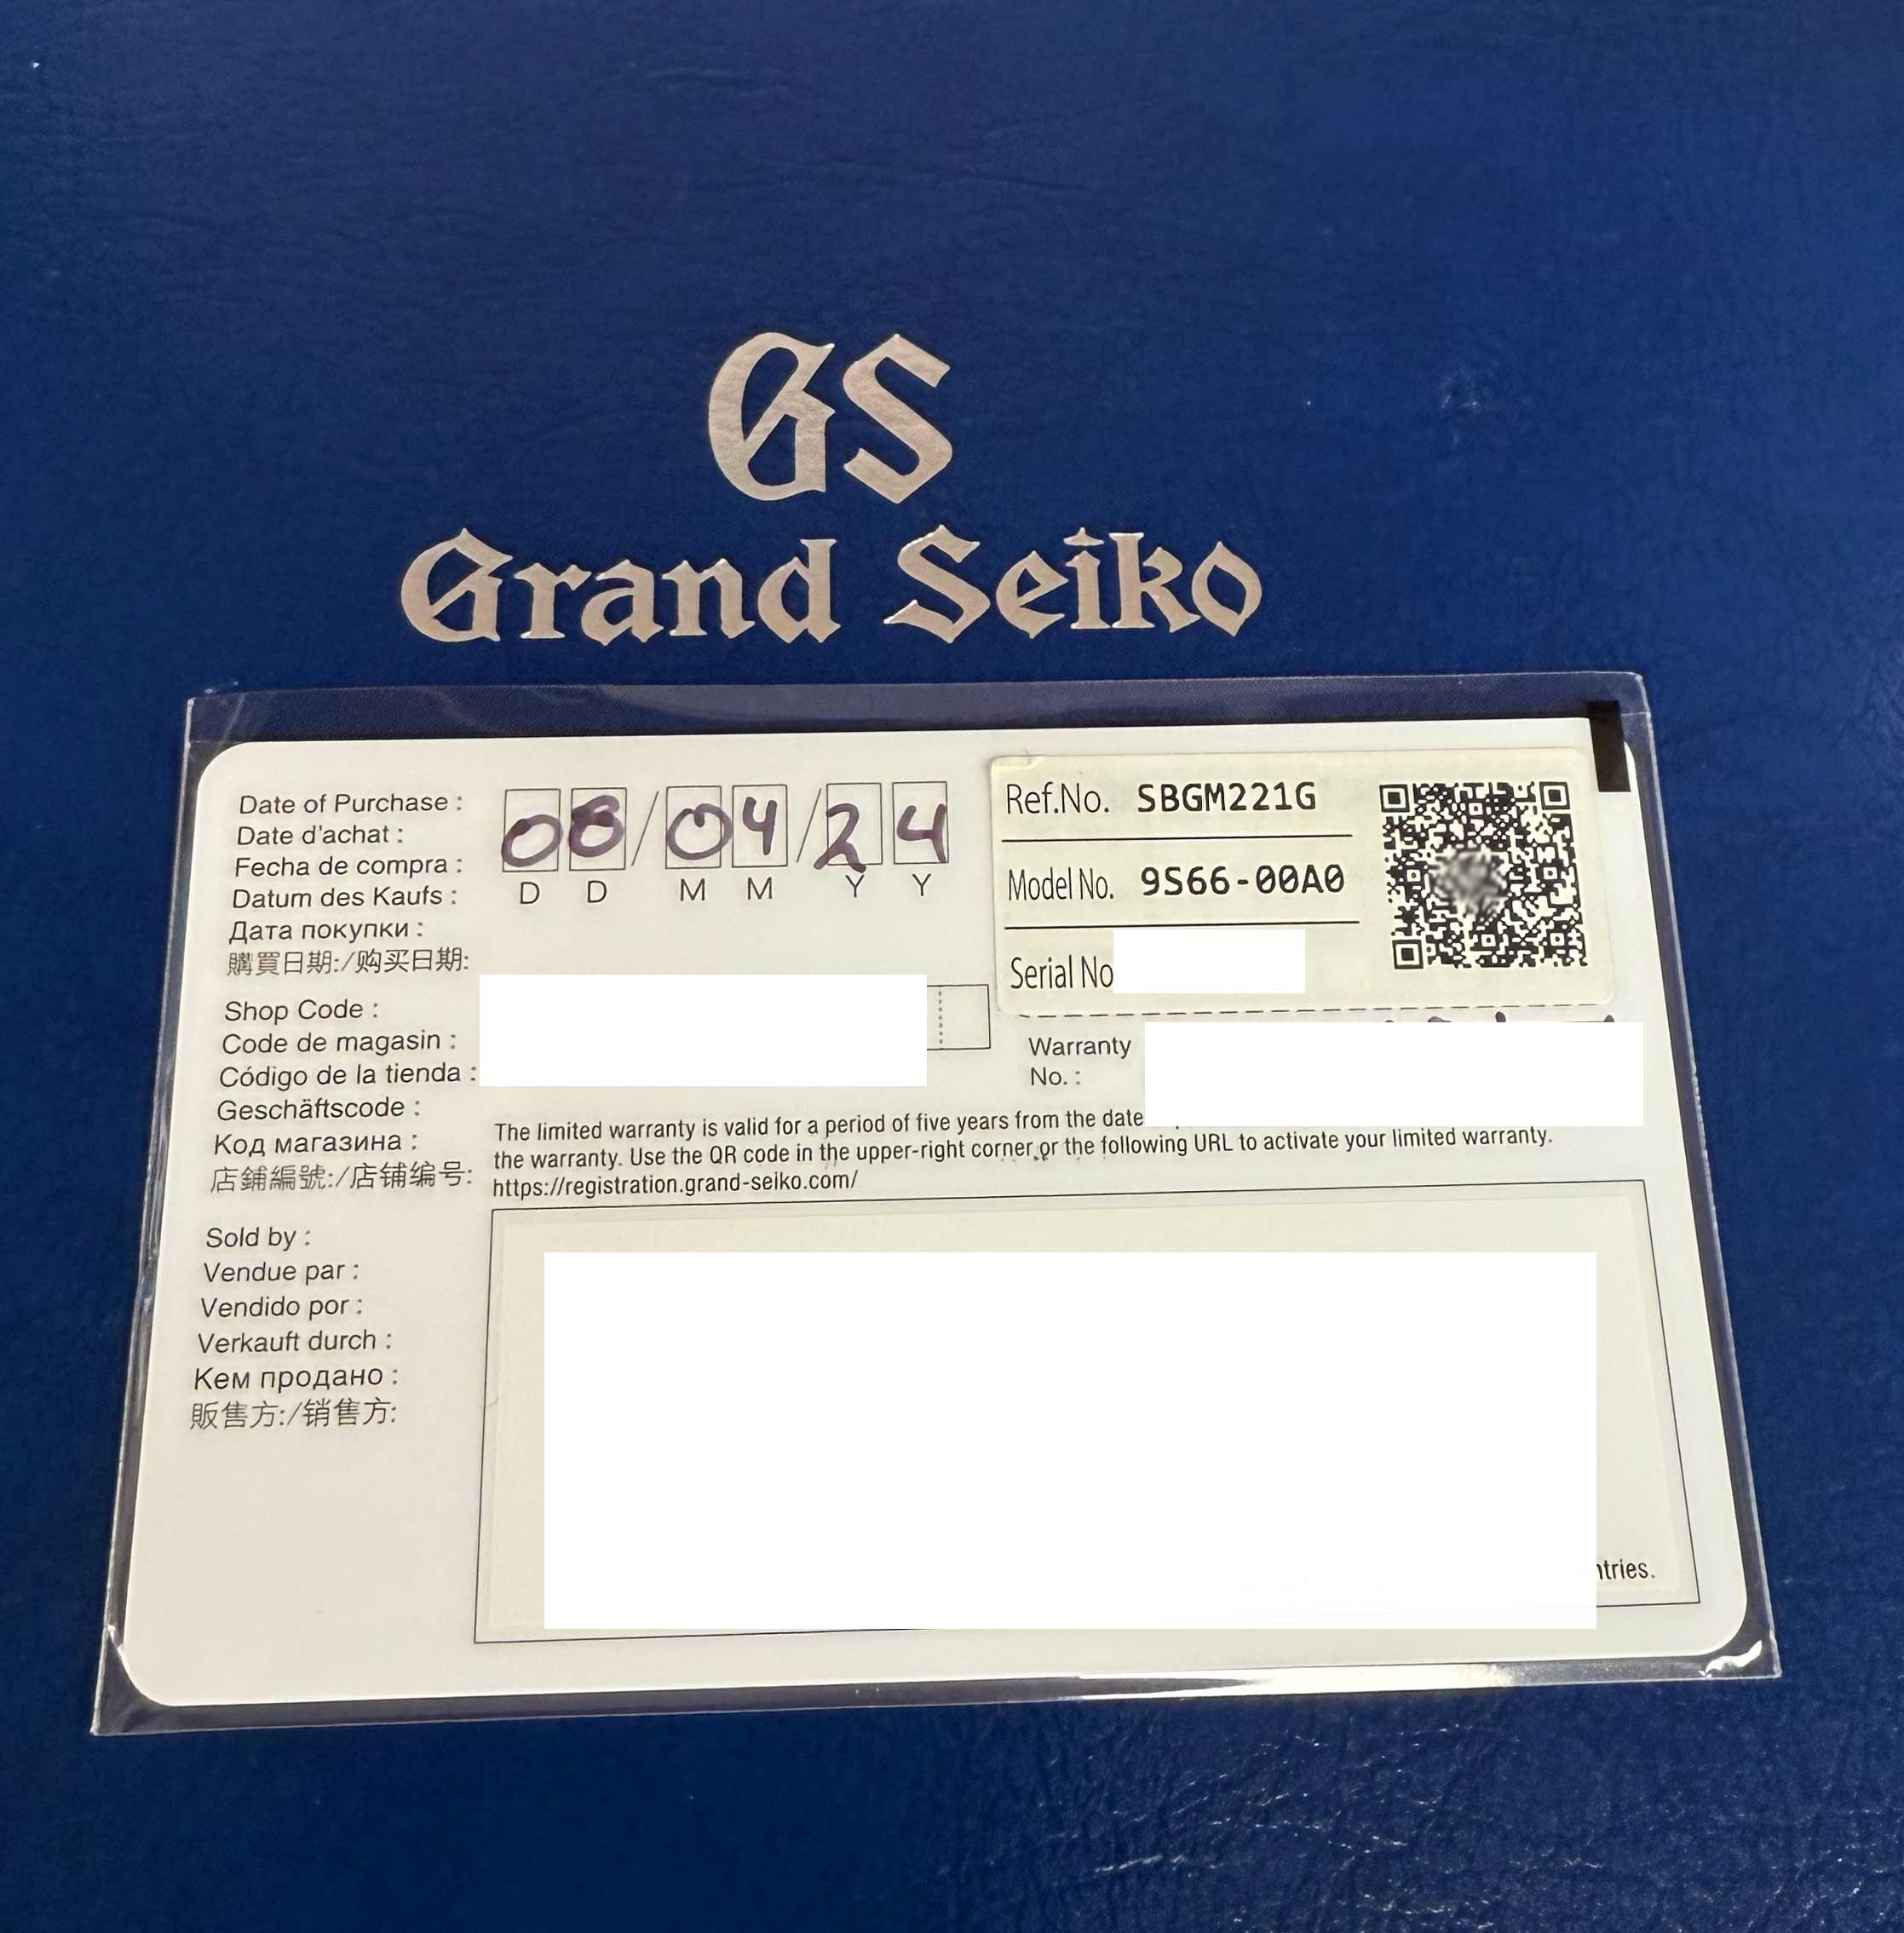 GS
Grand Seiko
Date of Purchase :
Date d'achat :
Fecha de compra :
Datum des Kaufs :
Дата покупки :
購買日期:/购买日期:
08/04/24
D D M M Y Y
Ref.No. SBGM221G
Model No. 9S66-00A0
Serial No
Shop Code :
Code de magasin :
Código de la tienda :
Geschäftscode :
Код магазина :
店鋪編號:/店铺编号:
Warranty
No. :
The limited warranty is valid for a period of five years from the date
the warranty. Use the QR code in the upper-right corner or the following URL to activate your limited warranty.
https://registration.grand-seiko.com/
Sold by :
Vendue par :
Vendido por :
Verkauft durch :
Кем продано :
販售方:/销售方: